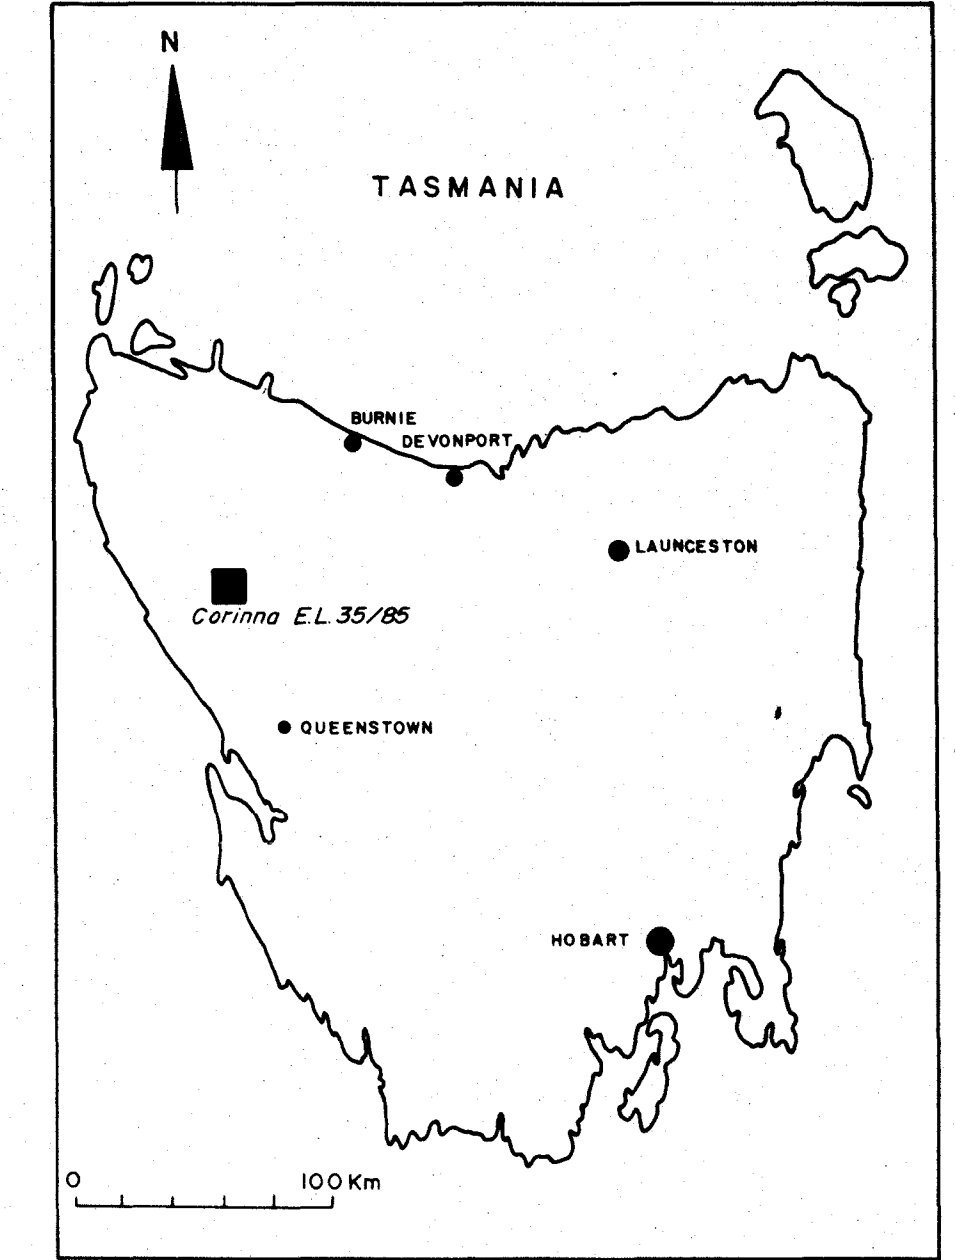 N
TASMANIA
BURNIE
DEVONPORT
LAUNCESTON
Corinna E.L. 35/85
QUEENSTOWN
HOBART
0 100 Km